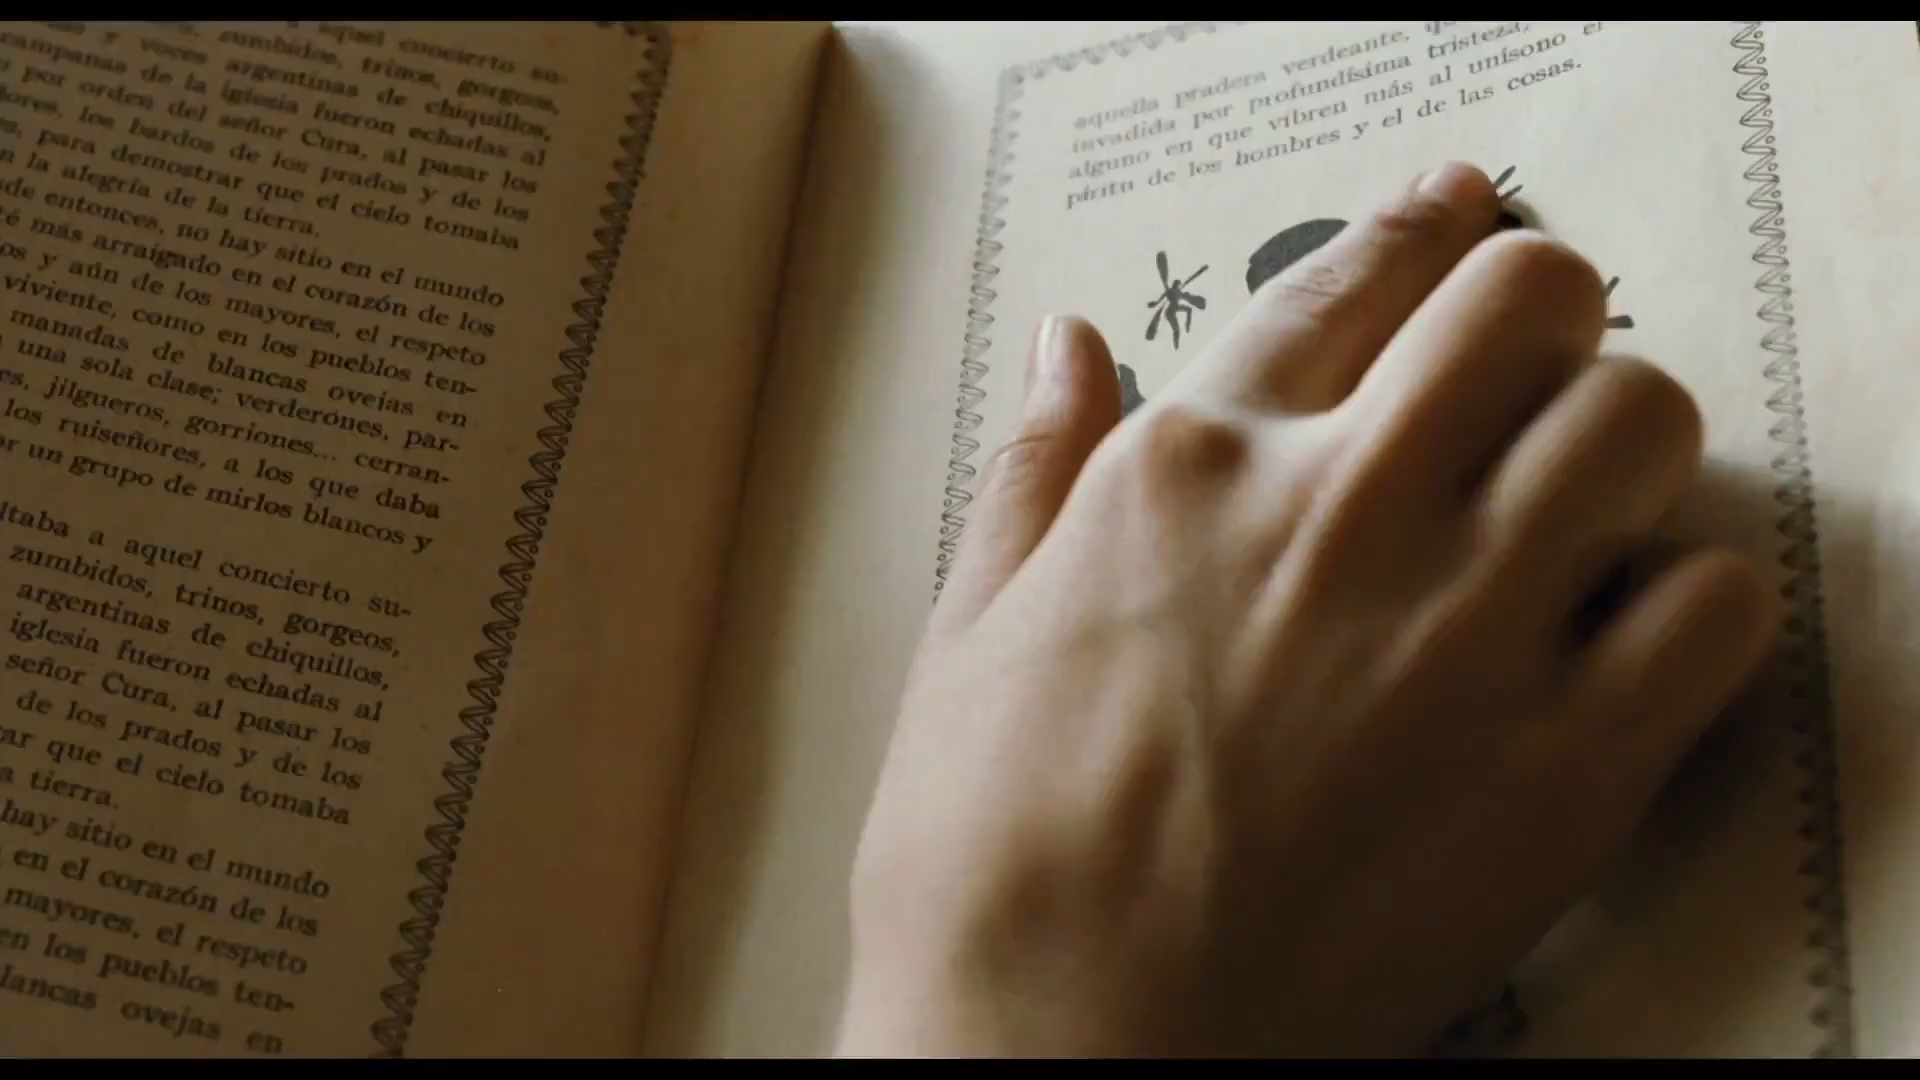 aquel concierto su-
zumbidos, trinos, gorgeos,
y voces argentinas de chiquillos,
campanas de la iglesia fueron echadas al
por orden del señor Cura, al pasar los
los bardos de los prados y de los
para demostrar que el cielo tomaba
la alegría de la tierra.
entonces, no hay sitio en el mundo
más arraigado en el corazón de los
y aún de los mayores, el respeto
viviente, como en los pueblos ten-
manadas de blancas ovejas en
una sola clase; verderones, par-
jilgueros, gorriones... cerran-
los ruiseñores, a los que daba
un grupo de mirlos blancos y
a aquel concierto su-
zumbidos, trinos, gorgeos,
argentinas de chiquillos,
iglesia fueron echadas al
señor Cura, al pasar los
de los prados y de los
que el cielo tomaba
tierra.
hay sitio en el mundo
en el corazón de los
mayores, el respeto
en los pueblos ten-
ovejas en
aquella pradera verdeante,
invadida por profundísima tristeza,
alguno en que vibren más al unísono el
píritu de los hombres y el de las cosas.